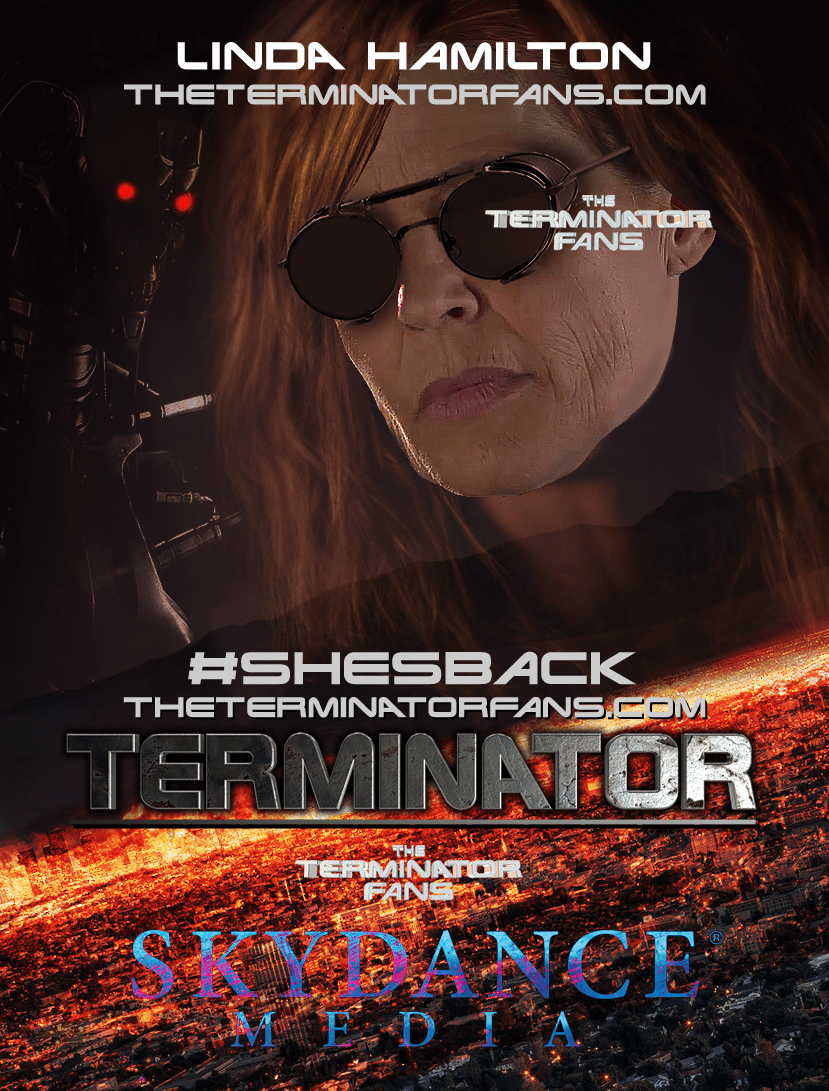 LINDA HAMILTON
THETERMINATORFANS.COM
THE
TERMINATOR
FANS
#SHESBACK
THETERMINATORFANS.COM
TERMINATOR
THE
TERMINATOR
FANS
SKYDANCE®
MEDIA